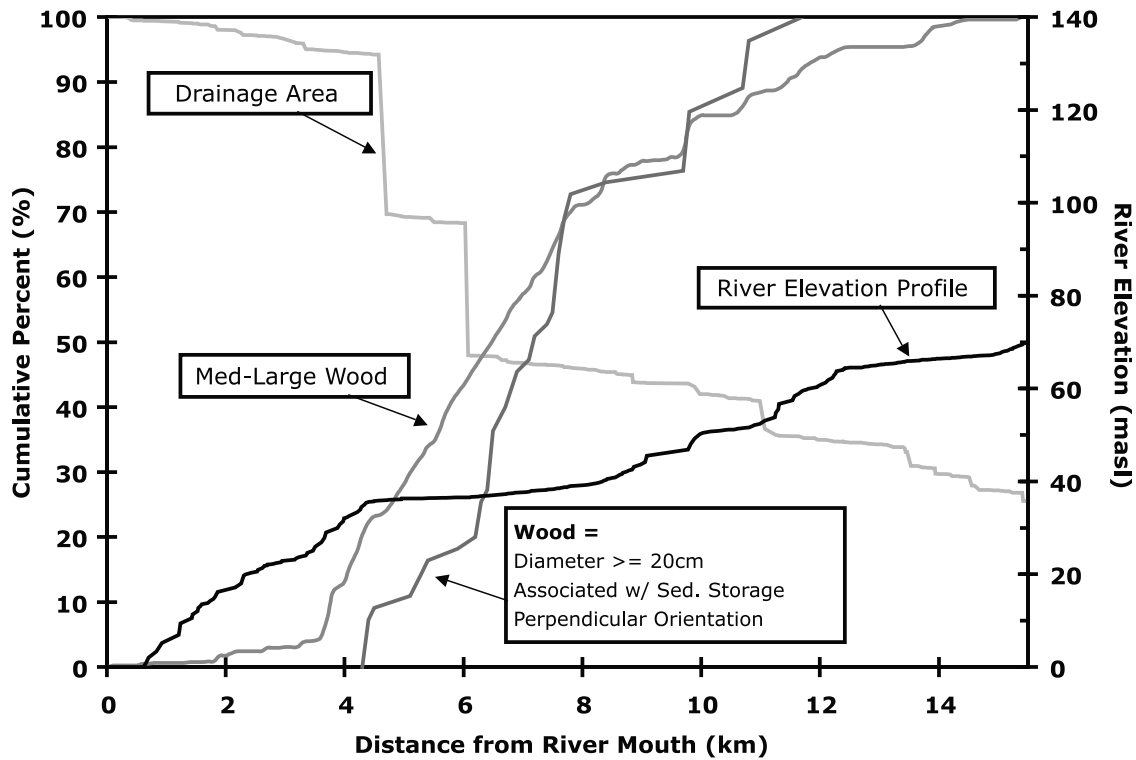 100
90
80
70
60
50
40
30
20
10
0
Cumulative Percent (%)
140
120
100
80
60
40
20
0
River Elevation (masl)
Drainage Area
River Elevation Profile
Med-Large Wood
Wood =
Diameter >= 20cm
Associated w/ Sed. Storage
Perpendicular Orientation
0 2 4 6 8 10 12 14
Distance from River Mouth (km)